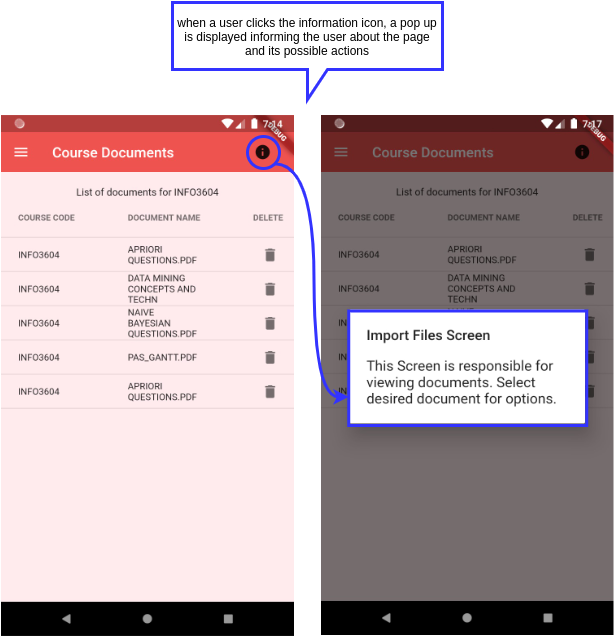 when a user clicks the information icon, a pop up
is displayed informing the user about the page
and its possible actions
7:14
DEBUG
Course Documents
List of documents for INFO3604
COURSE CODE DOCUMENT NAME DELETE
INFO3604 APRIORI
QUESTIONS.PDF
INFO3604 DATA MINING
CONCEPTS AND
TECHN
INFO3604 NAIVE
BAYESIAN
QUESTIONS.PDF
INFO3604 PAS_GANTT.PDF
INFO3604 APRIORI
QUESTIONS.PDF
7:17
DEBUG
Course Documents
List of documents for INFO3604
COURSE CODE DOCUMENT NAME DELETE
INFO3604 APRIORI
QUESTIONS.PDF
INFO3604 DATA MINING
CONCEPTS AND
TECHN
Import Files Screen
This Screen is responsible for
viewing documents. Select
desired document for options.